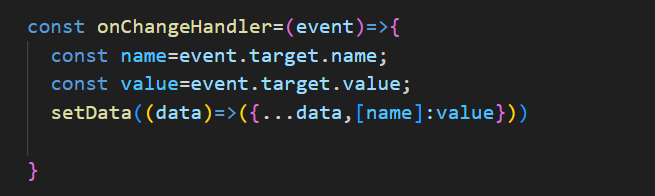 const onChangeHandler=(event)=>{
const name=event.target.name;
const value=event.target.value;
setData((data)=>({...data,[name]:value}))
}